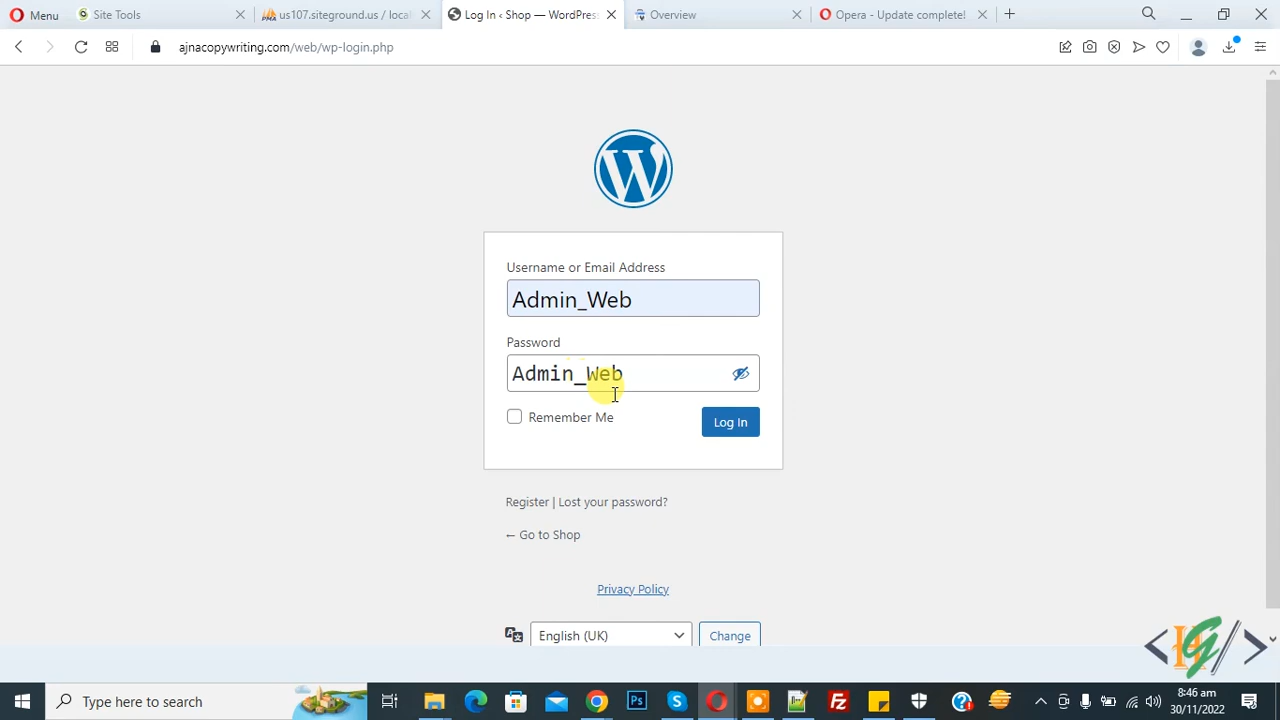 Menu
Site Tools
us107.siteground.us / local
Log In ‹ Shop — WordPress
Overview
Opera - Update complete!
ajnacopywriting.com/web/wp-login.php
Username or Email Address
Admin_Web
Password
Admin_Web
Remember Me
Log In
Register | Lost your password?
← Go to Shop
Privacy Policy
English (UK)
Change
Type here to search
8:46 am
30/11/2022